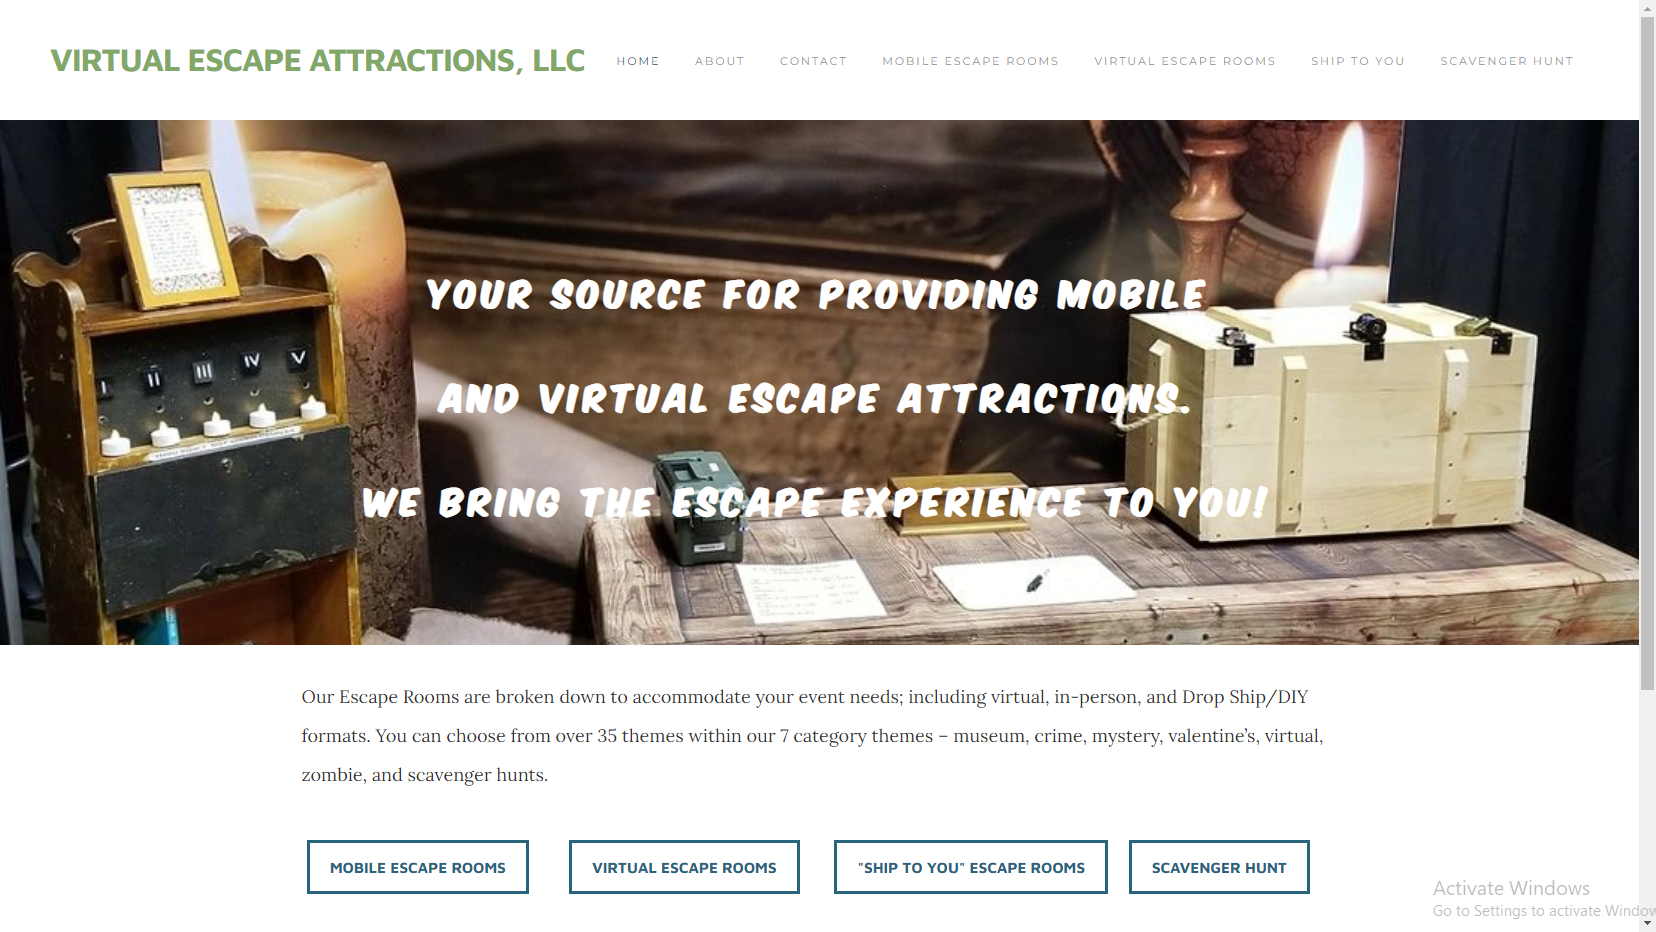 VIRTUAL ESCAPE ATTRACTIONS, LLC
HOME ABOUT CONTACT MOBILE ESCAPE ROOMS VIRTUAL ESCAPE ROOMS SHIP TO YOU SCAVENGER HUNT
I II III IV V
YOUR SOURCE FOR PROVIDING MOBILE
AND VIRTUAL ESCAPE ATTRACTIONS.
WE BRING THE ESCAPE EXPERIENCE TO YOU!
Our Escape Rooms are broken down to accommodate your event needs; including virtual, in-person, and Drop Ship/DIY
formats. You can choose from over 35 themes within our 7 category themes – museum, crime, mystery, valentine’s, virtual,
zombie, and scavenger hunts.
MOBILE ESCAPE ROOMS VIRTUAL ESCAPE ROOMS "SHIP TO YOU" ESCAPE ROOMS SCAVENGER HUNT
Activate Windows
Go to Settings to activate Window